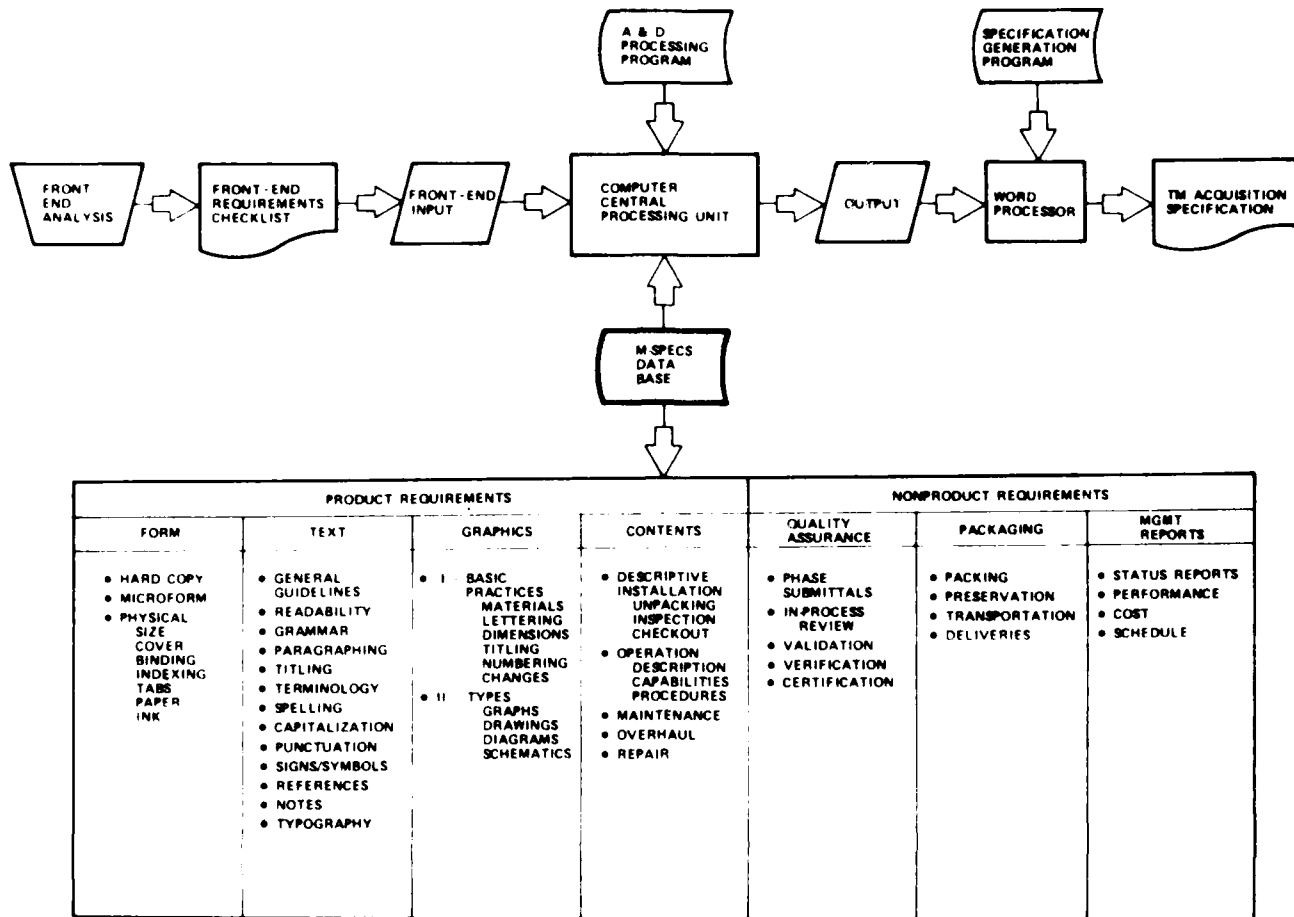 A & D
PROCESSING
PROGRAM
SPECIFICATION
GENERATION
PROGRAM
FRONT
END
ANALYSIS
FRONT-END
REQUIREMENTS
CHECKLIST
FRONT-END
INPUT
COMPUTER
CENTRAL
PROCESSING UNIT
OUTPUT
WORD
PROCESSOR
TM ACQUISITION
SPECIFICATION
M-SPECS
DATA
BASE
PRODUCT REQUIREMENTS
NONPRODUCT REQUIREMENTS
FORM
TEXT
GRAPHICS
CONTENTS
QUALITY
ASSURANCE
PACKAGING
MGMT
REPORTS
• HARD COPY
• MICROFORM
• PHYSICAL
SIZE
COVER
BINDING
INDEXING
TABS
PAPER
INK
• GENERAL
GUIDELINES
• READABILITY
• GRAMMAR
• PARAGRAPHING
• TITLING
• TERMINOLOGY
• SPELLING
• CAPITALIZATION
• PUNCTUATION
• SIGNS/SYMBOLS
• REFERENCES
• NOTES
• TYPOGRAPHY
• I BASIC
PRACTICES
MATERIALS
LETTERING
DIMENSIONS
TITLING
NUMBERING
CHANGES
• II TYPES
GRAPHS
DRAWINGS
DIAGRAMS
SCHEMATICS
• DESCRIPTIVE
INSTALLATION
UNPACKING
INSPECTION
CHECKOUT
• OPERATION
DESCRIPTION
CAPABILITIES
PROCEDURES
• MAINTENANCE
• OVERHAUL
• REPAIR
• PHASE
SUBMITTALS
• IN-PROCESS
REVIEW
• VALIDATION
• VERIFICATION
• CERTIFICATION
• PACKING
• PRESERVATION
• TRANSPORTATION
• DELIVERIES
• STATUS REPORTS
• PERFORMANCE
• COST
• SCHEDULE